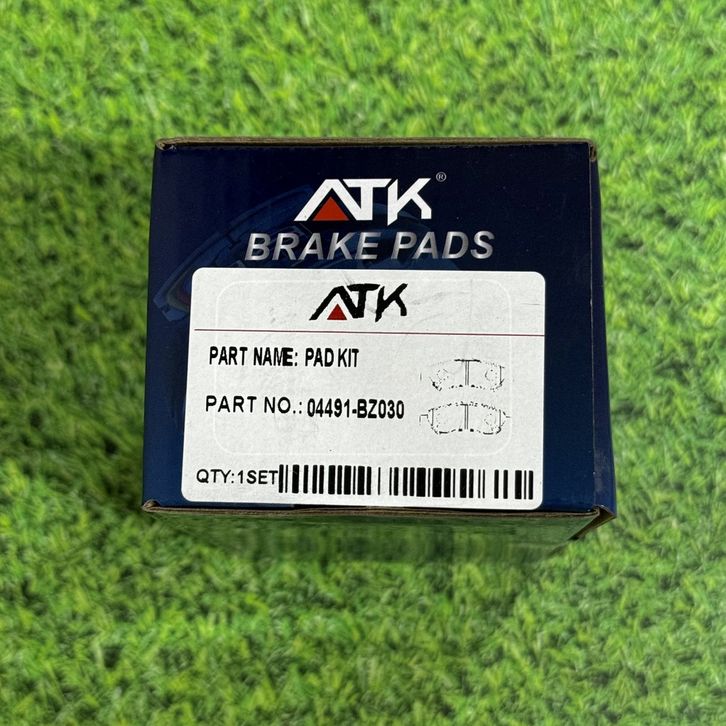 ATK®
BRAKE PADS
ATK
PART NAME: PAD KIT
PART NO.: 04491-BZ030
QTY:1SET